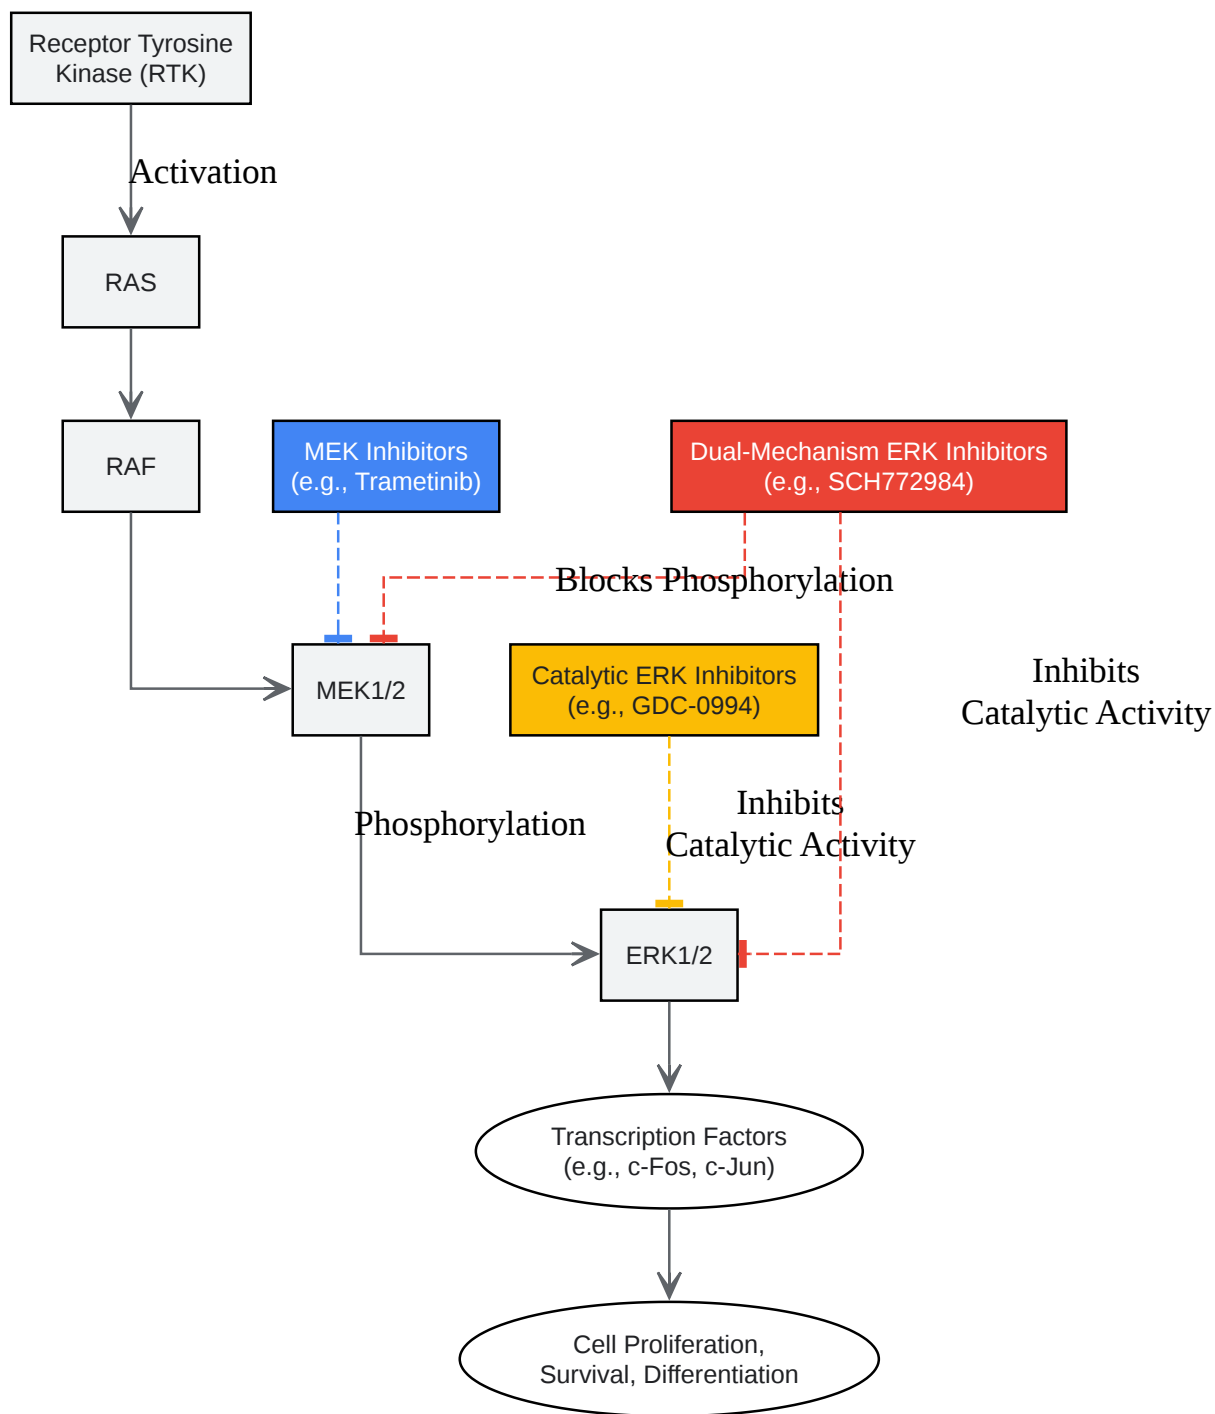 Receptor Tyrosine
Kinase (RTK)
Activation
RAS
RAF
MEK Inhibitors
(e.g., Trametinib)
Dual-Mechanism ERK Inhibitors
(e.g., SCH772984)
Blocks Phosphorylation
MEK1/2
Catalytic ERK Inhibitors
(e.g., GDC-0994)
Inhibits
Catalytic Activity
Phosphorylation
Inhibits
Catalytic Activity
ERK1/2
Transcription Factors
(e.g., c-Fos, c-Jun)
Cell Proliferation,
Survival, Differentiation